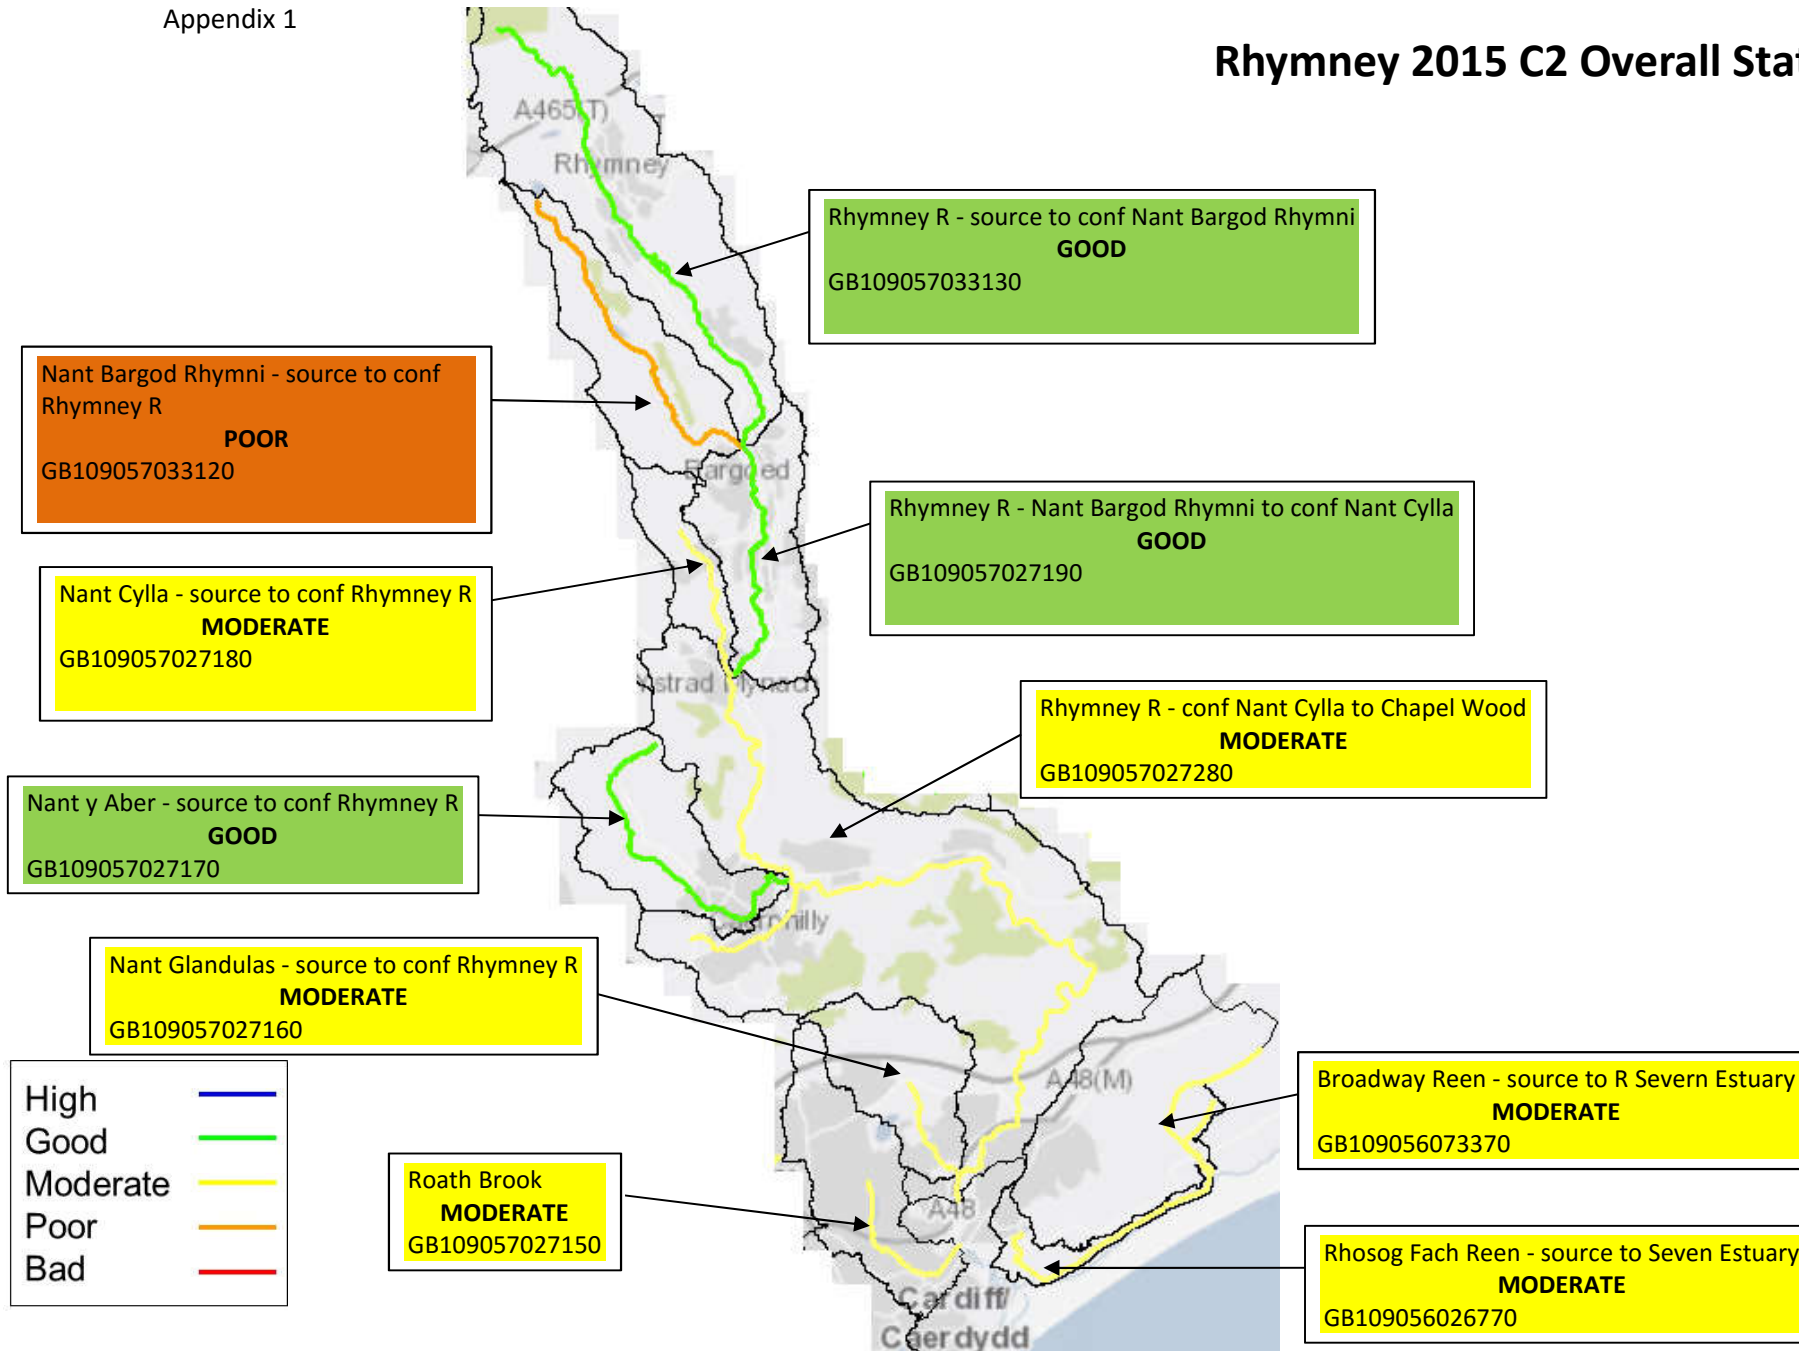 Appendix 1
Rhymney 2015 C2 Overall Stat
A465(T)
Rhymney
Rhymney R - source to conf Nant Bargod Rhymni
GOOD
GB109057033130
Nant Bargod Rhymni - source to conf
Rhymney R
POOR
GB109057033120
Bargoed
Rhymney R - Nant Bargod Rhymni to conf Nant Cylla
GOOD
GB109057027190
Nant Cylla - source to conf Rhymney R
MODERATE
GB109057027180
Ystrad Mynach
Rhymney R - conf Nant Cylla to Chapel Wood
MODERATE
GB109057027280
Nant y Aber - source to conf Rhymney R
GOOD
GB109057027170
Caerphilly
Nant Glandulas - source to conf Rhymney R
MODERATE
GB109057027160
A48(M)
Broadway Reen - source to R Severn Estuary
MODERATE
GB109056073370
High
Good
Moderate
Poor
Bad
Roath Brook
MODERATE
GB109057027150
A48
Rhosog Fach Reen - source to Seven Estuary
MODERATE
GB109056026770
Cardiff/
Caerdydd